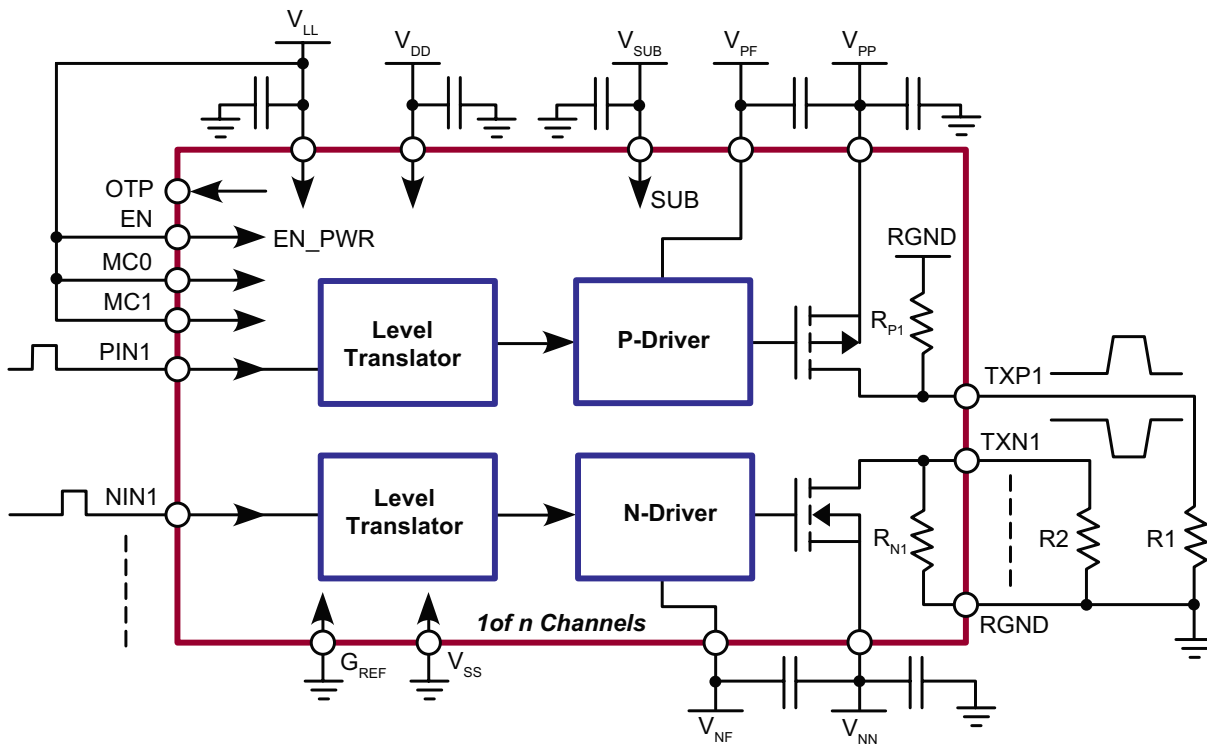 VLL
VDD
VSUB
VPF
VPP
OTP
EN
EN_PWR
SUB
RGND
MC0
MC1
PIN1
Level
Translator
P-Driver
RP1
TXP1
TXN1
NIN1
Level
Translator
N-Driver
RN1
R2
R1
1of n Channels
RGND
GREF
VSS
VNF
VNN